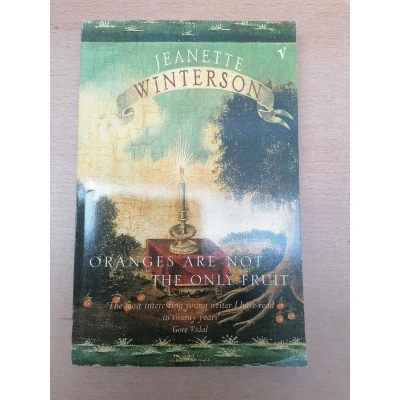 JEANETTE
WINTERSON
V
ORANGES ARE NOT
THE ONLY FRUIT
'The most interesting young writer I have read
in twenty years'
Gore Vidal